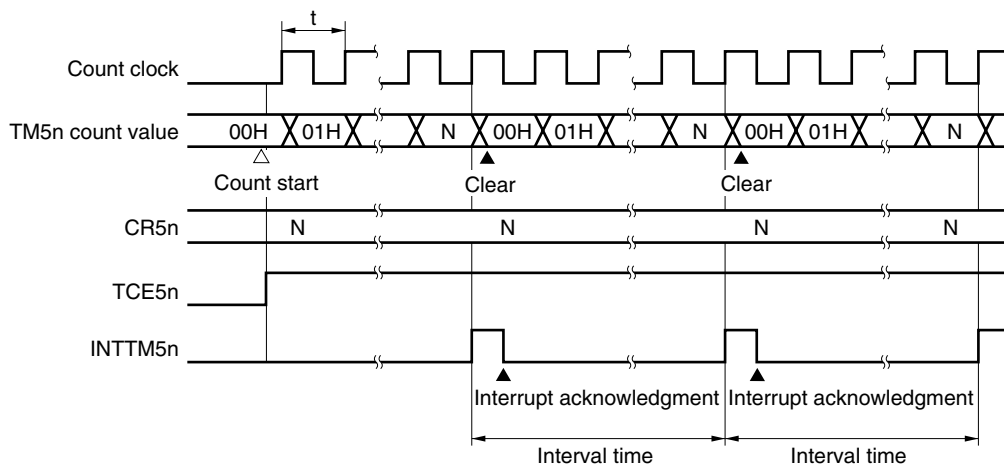 t
Count clock
TM5n count value 00H 01H N 00H 01H N 00H 01H N
Count start Clear Clear
CR5n N N N N
TCE5n
INTTM5n
Interrupt acknowledgment Interrupt acknowledgment
Interval time Interval time